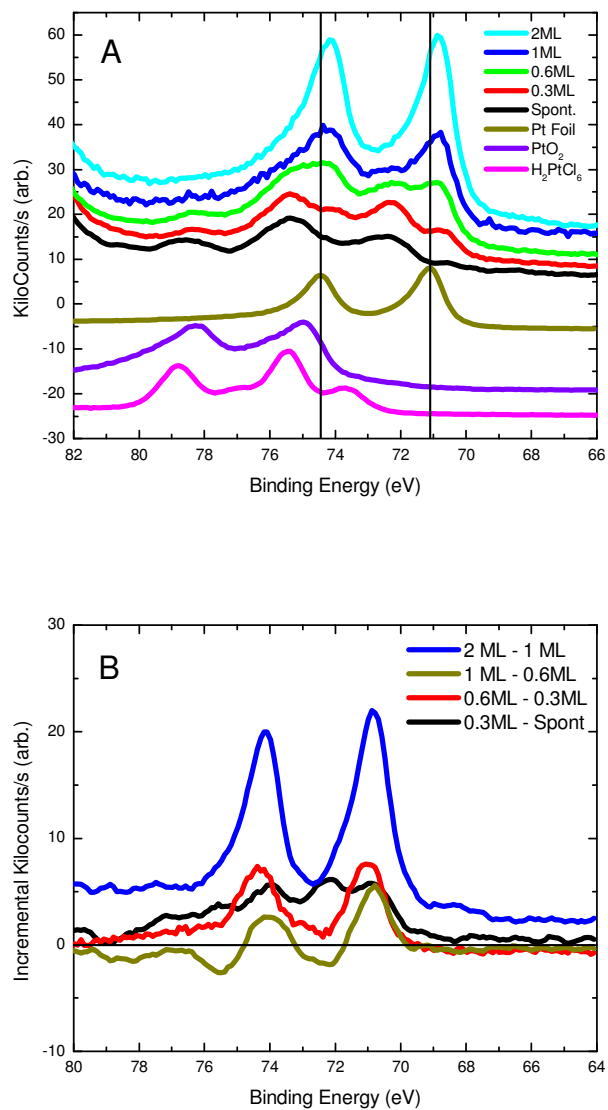 A
2ML
1ML
0.6ML
0.3ML
Spont.
Pt Foil
PtO2
H2PtCl6
KiloCounts/s (arb.)
60
50
40
30
20
10
0
-10
-20
-30
82 80 78 76 74 72 70 68 66
Binding Energy (eV)
B
2 ML - 1 ML
1 ML - 0.6ML
0.6ML - 0.3ML
0.3ML - Spont
Incremental Kilocounts/s (arb.)
30
20
10
0
-10
80 78 76 74 72 70 68 66 64
Binding Energy (eV)